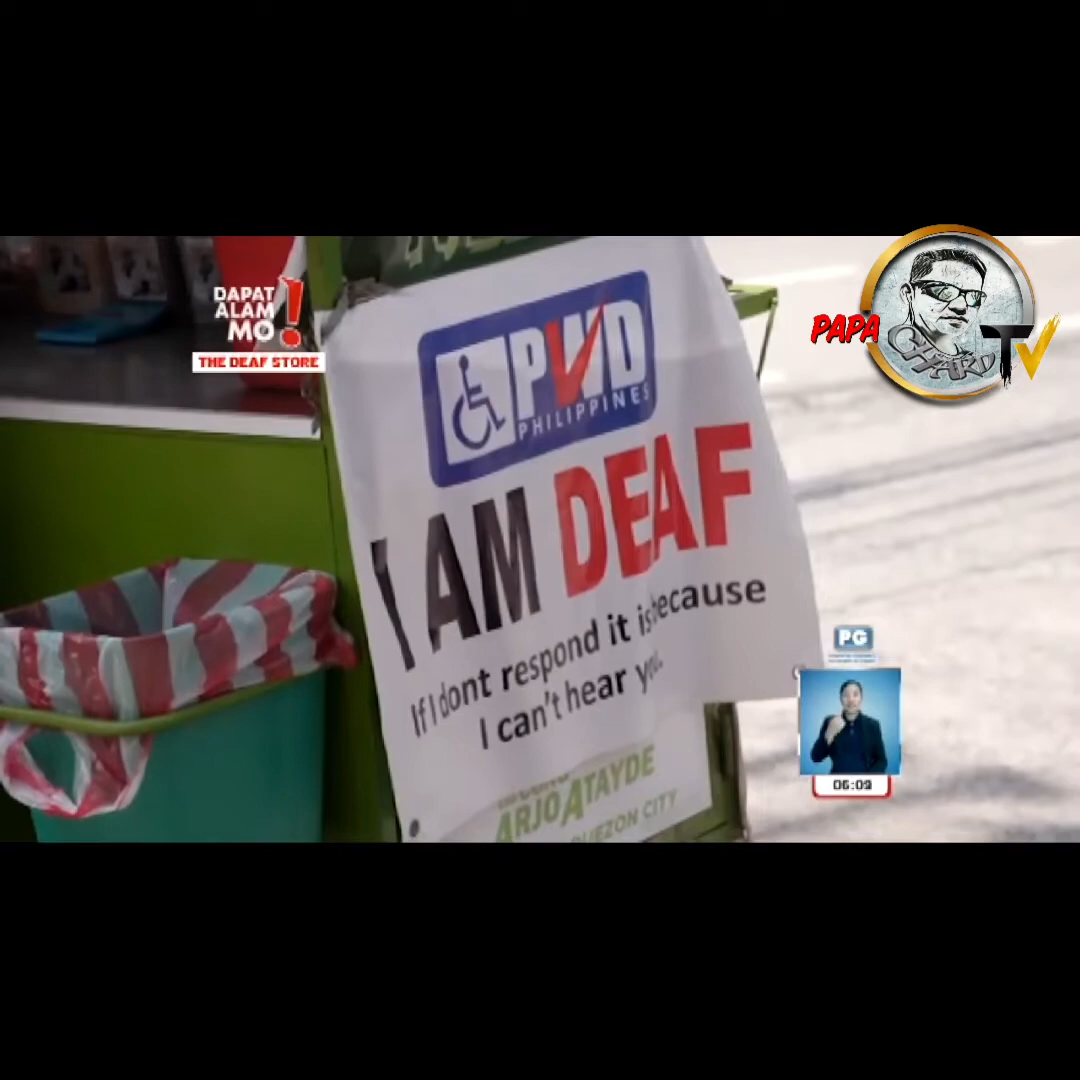 DAPAT
ALAM
MO!
THE DEAF STORE
PAPA
CHARD
TV
PWD
PHILIPPINES
I AM DEAF
If I dont respond it is because
I can't hear you.
ARJO ATAYDE
QUEZON CITY
PG
06:09